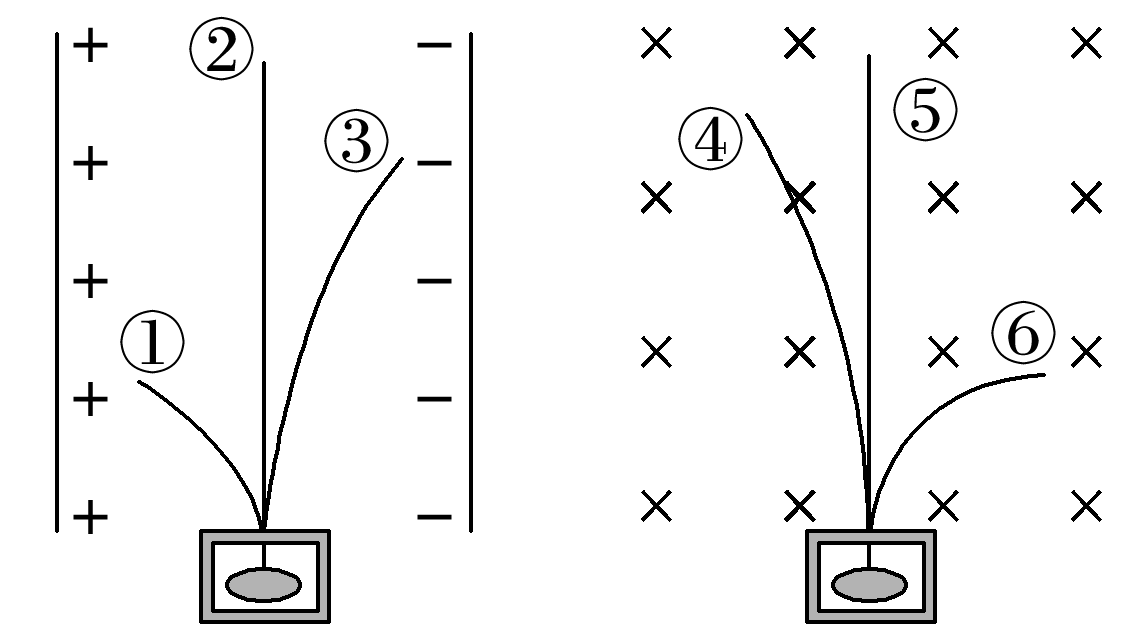 + ② − × × × ×
⑤
③ ④
+ −
× × × ×
+ −
① ⑥
× × × ×
+ −
+ − × × × ×